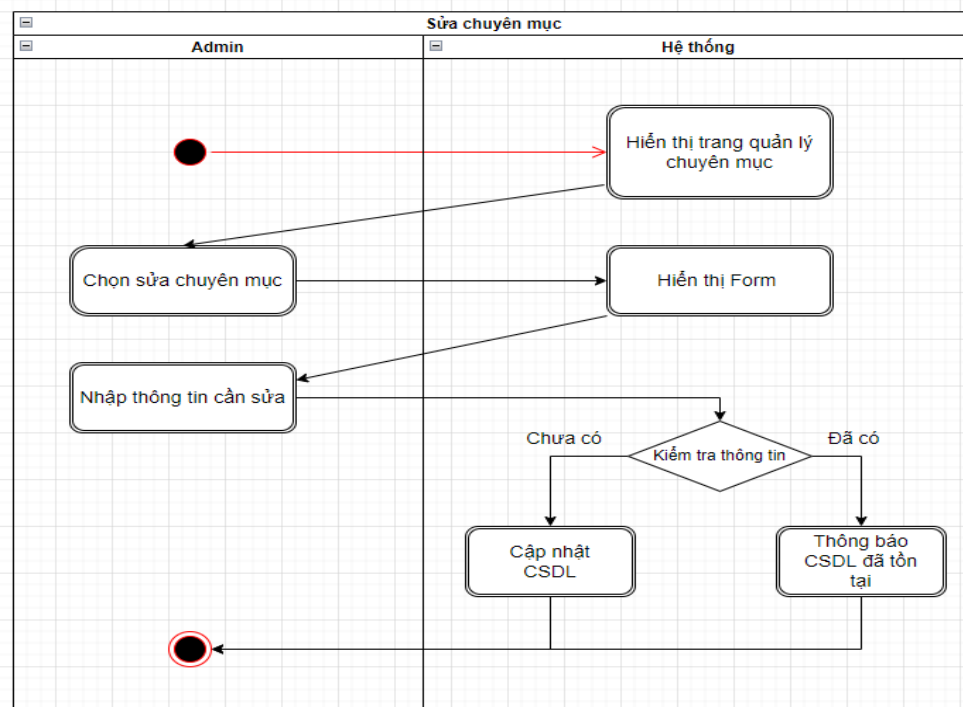 Sửa chuyên mục
Admin
Hệ thống
Hiển thị trang quản lý
chuyên mục
Chọn sửa chuyên mục
Hiển thị Form
Nhập thông tin cần sửa
Chưa có
Đã có
Kiểm tra thông tin
Cập nhật
CSDL
Thông báo
CSDL đã tồn
tại